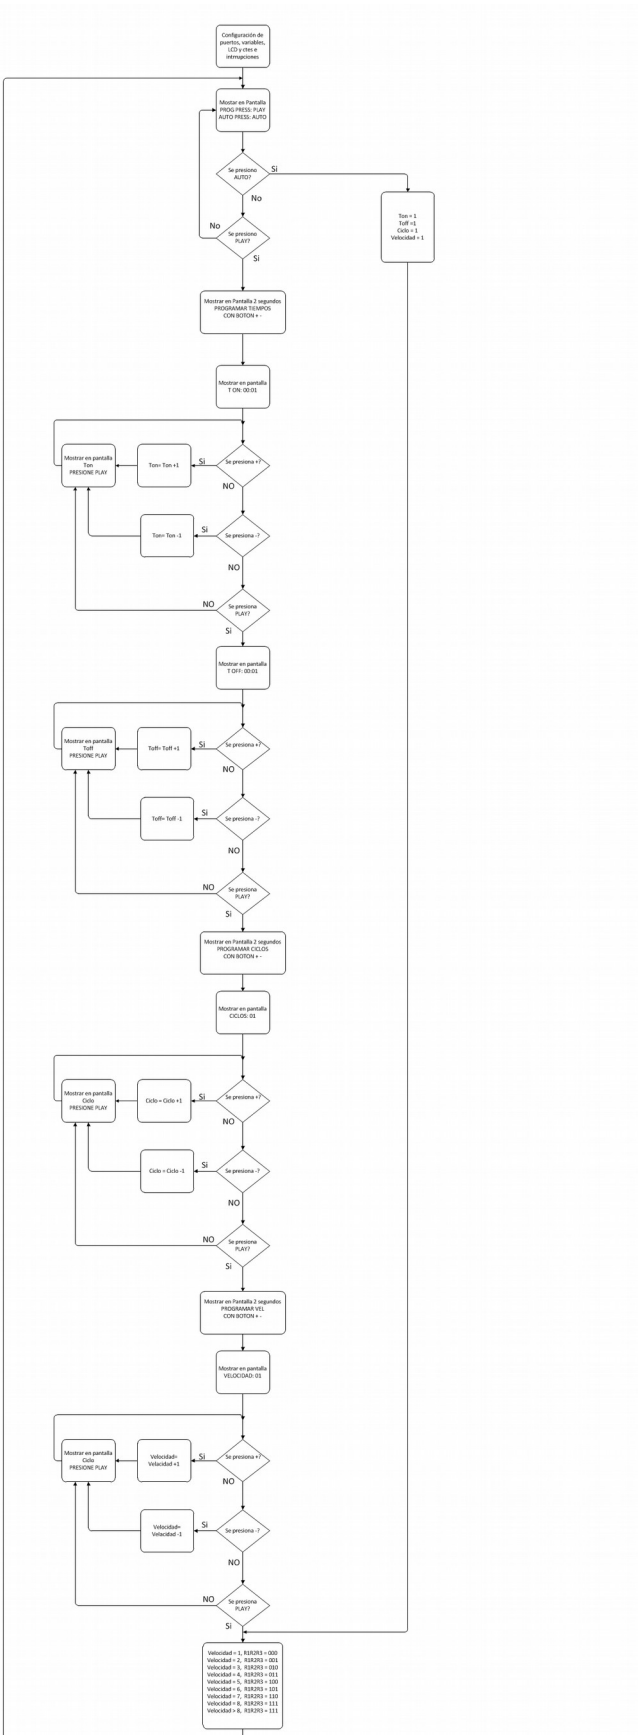 Configuración de
puertos, variables,
LCD y ctes e
intrrupciones
Mostar en Pantalla
PROG PRESS: PLAY
AUTO PRESS: AUTO
Se presiono
AUTO?
Si
No
Ton = 1
Toff =1
Ciclo = 1
Velocidad = 1
No
Se presiono
PLAY?
Si
Mostrar en Pantalla 2 segundos
PROGRAMAR TIEMPOS
CON BOTON + -
Mostrar en pantalla
T ON: 00:01
Mostrar en pantalla
Ton
PRESIONE PLAY
Ton= Ton +1
Si
Se presiona +?
NO
Ton= Ton -1
Si
Se presiona -?
NO
NO
Se presiona
PLAY?
Si
Mostrar en pantalla
T OFF: 00:01
Mostrar en pantalla
Toff
PRESIONE PLAY
Toff= Toff +1
Si
Se presiona +?
NO
Toff= Toff -1
Si
Se presiona -?
NO
NO
Se presiona
PLAY?
Si
Mostrar en Pantalla 2 segundos
PROGRAMAR CICLOS
CON BOTON + -
Mostrar en pantalla
CICLOS: 01
Mostrar en pantalla
Ciclo
PRESIONE PLAY
Ciclo = Ciclo +1
Si
Se presiona +?
NO
Ciclo = Ciclo -1
Si
Se presiona -?
NO
NO
Se presiona
PLAY?
Si
Mostrar en Pantalla 2 segundos
PROGRAMAR VEL
CON BOTON + -
Mostrar en pantalla
VELOCIDAD: 01
Mostrar en pantalla
Ciclo
PRESIONE PLAY
Velocidad=
Velacidad +1
Si
Se presiona +?
NO
Velocidad=
Velacidad -1
Si
Se presiona -?
NO
NO
Se presiona
PLAY?
Si
Velocidad = 1, R1R2R3 = 000
Velocidad = 2, R1R2R3 = 001
Velocidad = 3, R1R2R3 = 010
Velocidad = 4, R1R2R3 = 011
Velocidad = 5, R1R2R3 = 100
Velocidad = 6, R1R2R3 = 101
Velocidad = 7, R1R2R3 = 110
Velocidad = 8, R1R2R3 = 111
Velocidad > 8, R1R2R3 = 111